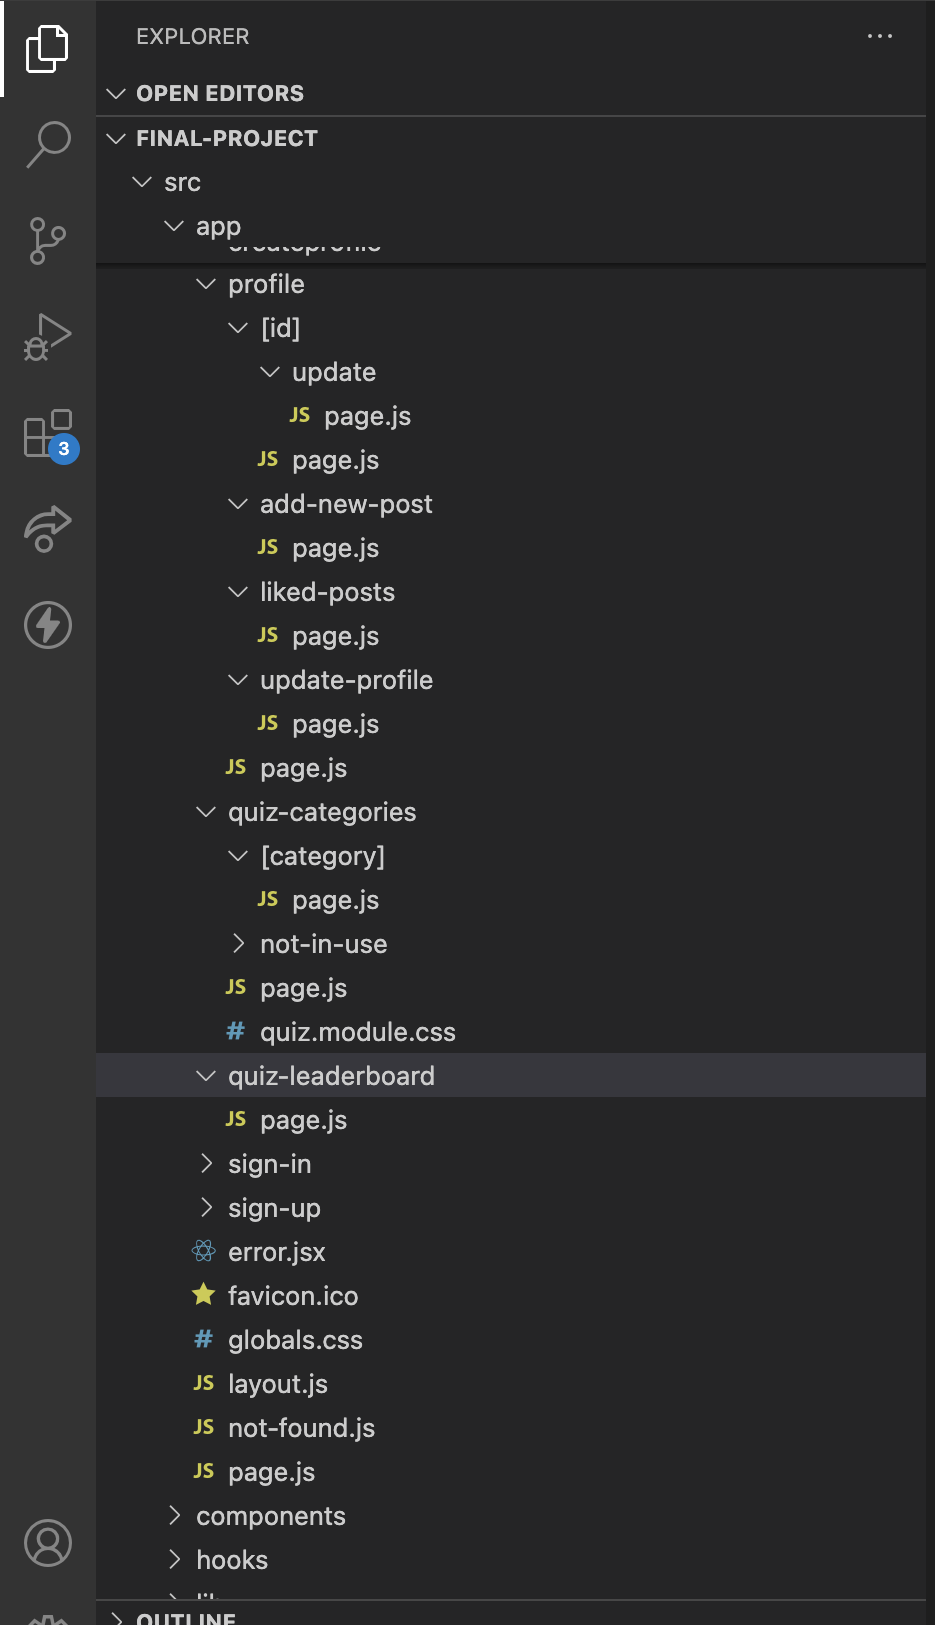 EXPLORER
OPEN EDITORS
FINAL-PROJECT
src
app
createprofile
profile
[id]
update
JS page.js
JS page.js
add-new-post
JS page.js
liked-posts
JS page.js
update-profile
JS page.js
JS page.js
quiz-categories
[category]
JS page.js
not-in-use
JS page.js
# quiz.module.css
quiz-leaderboard
JS page.js
sign-in
sign-up
error.jsx
favicon.ico
# globals.css
JS layout.js
JS not-found.js
JS page.js
components
hooks
OUTLINE
3